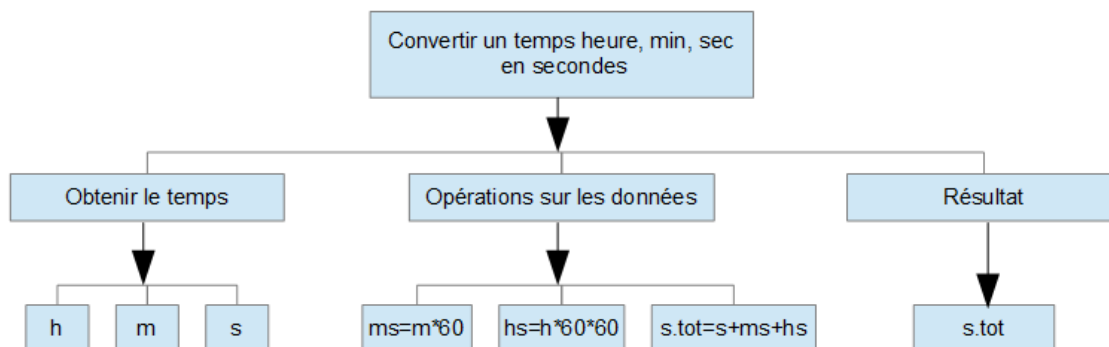 Convertir un temps heure, min, sec
en secondes
Obtenir le temps
Opérations sur les données
Résultat
h
m
s
ms=m*60
hs=h*60*60
s.tot=s+ms+hs
s.tot